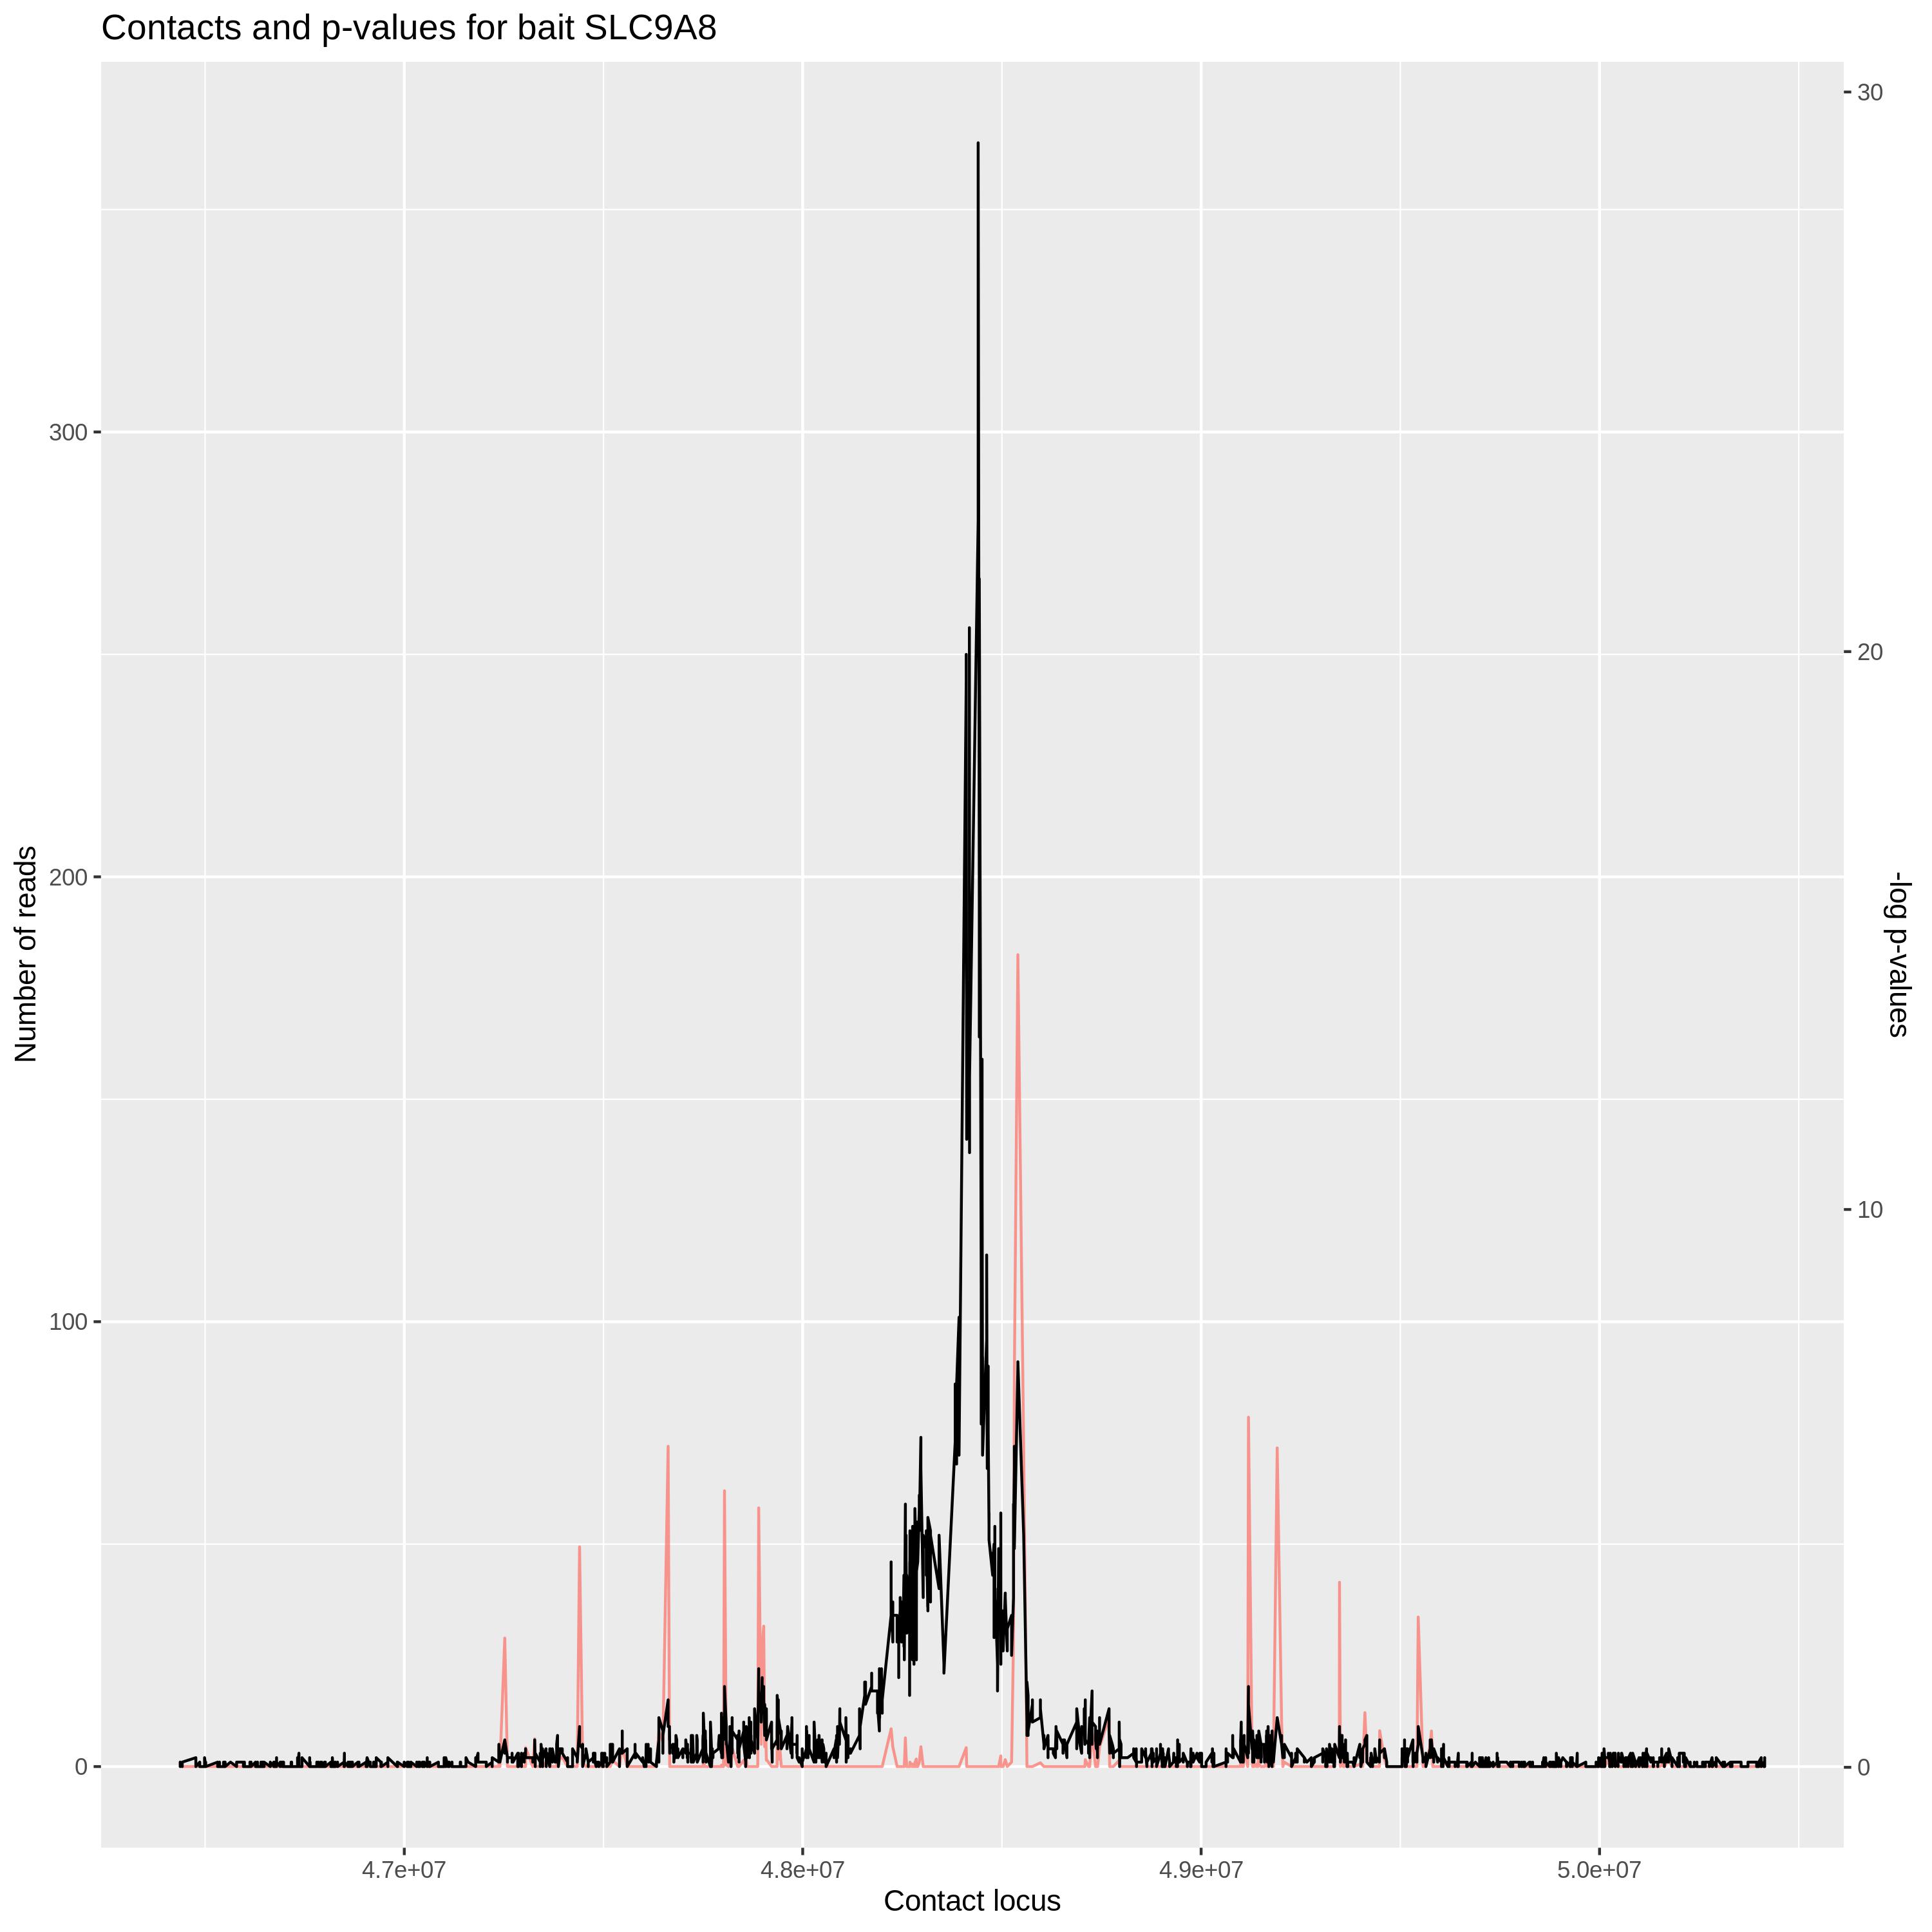 Contacts and p-values for bait SLC9A8
Number of reads
300
200
100
0
30
20
10
0
-log p-values
4.7e+07
4.8e+07
4.9e+07
5.0e+07
Contact locus